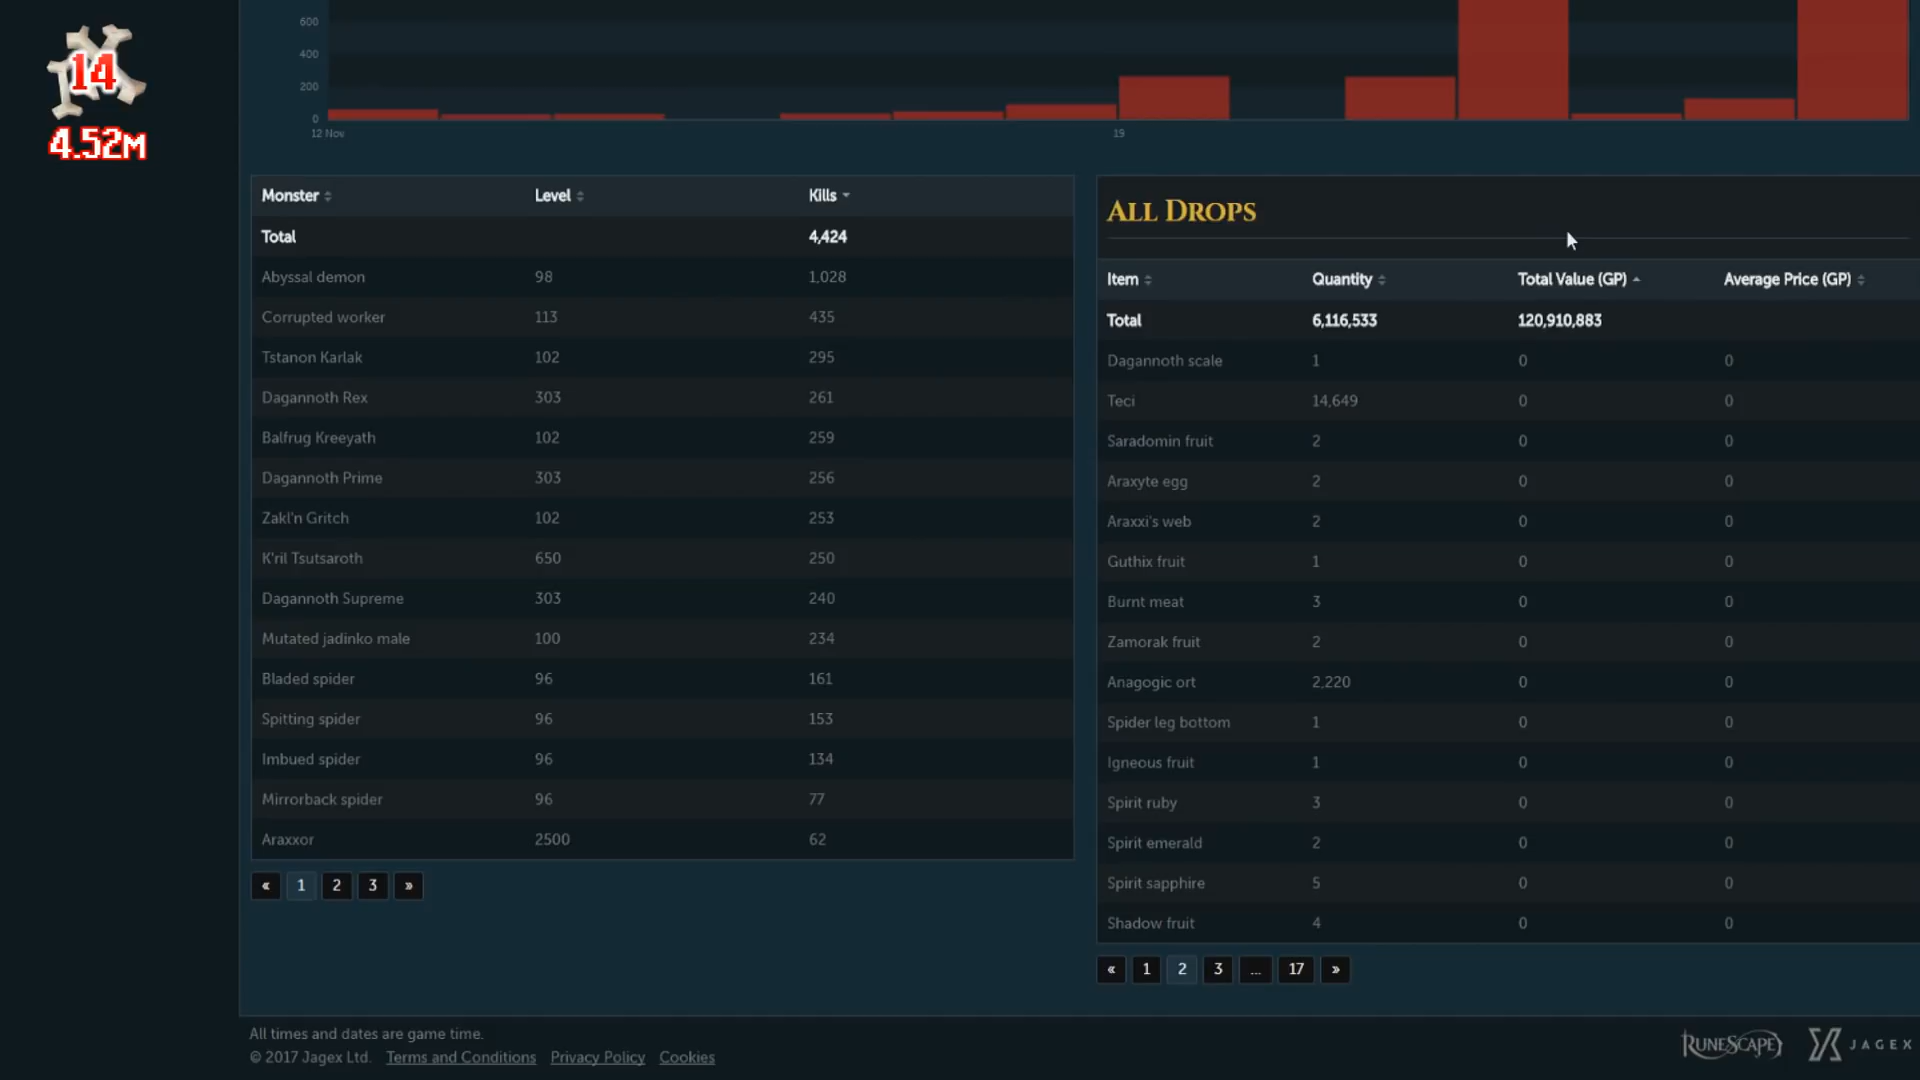 14
4.52M
600
400
200
0
12 Nov 19
Monster Level Kills
Total 4,424
Abyssal demon 98 1,028
Corrupted worker 113 435
Tstanon Karlak 102 295
Dagannoth Rex 303 261
Balfrug Kreeyath 102 259
Dagannoth Prime 303 256
Zakl'n Gritch 102 253
K'ril Tsutsaroth 650 250
Dagannoth Supreme 303 240
Mutated jadinko male 100 234
Bladed spider 96 161
Spitting spider 96 153
Imbued spider 96 134
Mirrorback spider 96 77
Araxxor 2500 62
« 1 2 3 »
All Drops
Item Quantity Total Value (GP) Average Price (GP)
Total 6,116,533 120,910,883
Dagannoth scale 1 0 0
Teci 14,649 0 0
Saradomin fruit 2 0 0
Araxyte egg 2 0 0
Araxxi's web 2 0 0
Guthix fruit 1 0 0
Burnt meat 3 0 0
Zamorak fruit 2 0 0
Anagogic ort 2,220 0 0
Spider leg bottom 1 0 0
Igneous fruit 1 0 0
Spirit ruby 3 0 0
Spirit emerald 2 0 0
Spirit sapphire 5 0 0
Shadow fruit 4 0 0
« 1 2 3 ... 17 »
All times and dates are game time.
© 2017 Jagex Ltd. Terms and Conditions Privacy Policy Cookies
RuneScape JAGEX